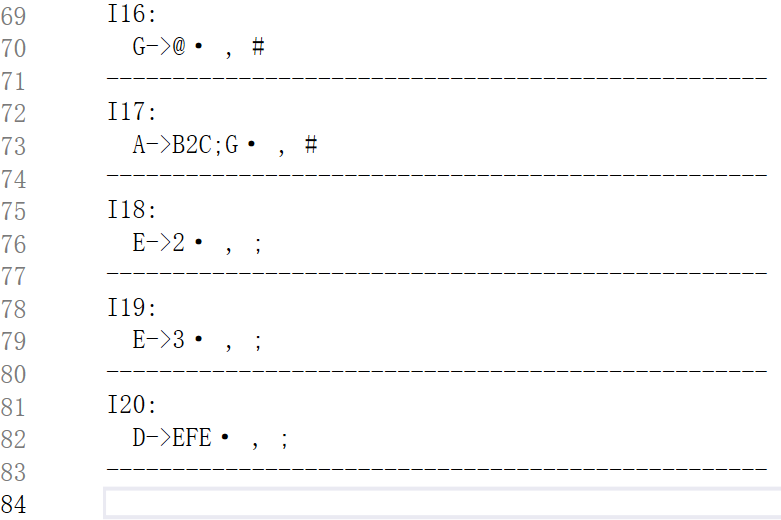 69 I16:
70 G->@• , #
71 --------------------------------------------------
72 I17:
73 A->B2C;G• , #
74 --------------------------------------------------
75 I18:
76 E->2• , ;
77 --------------------------------------------------
78 I19:
79 E->3• , ;
80 --------------------------------------------------
81 I20:
82 D->EFE• , ;
83 --------------------------------------------------
84